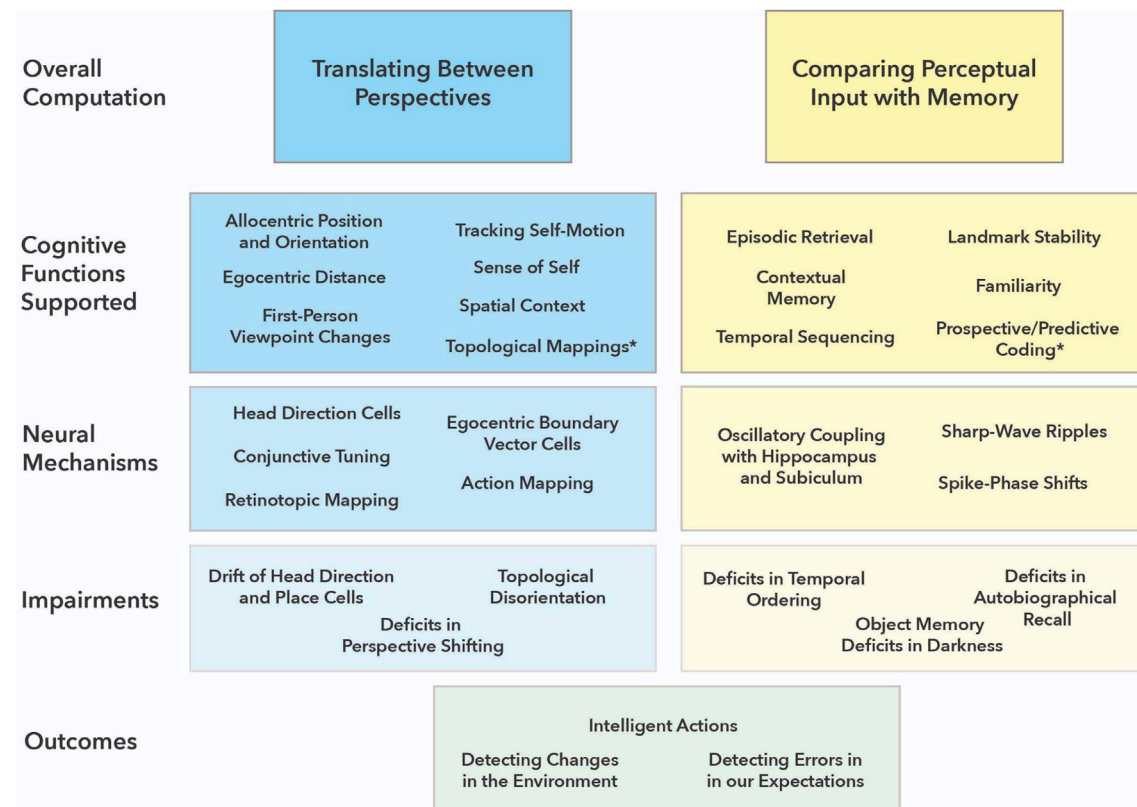 Overall
Computation
Translating Between
Perspectives
Comparing Perceptual
Input with Memory
Cognitive
Functions
Supported
Allocentric Position
and Orientation
Egocentric Distance
First-Person
Viewpoint Changes
Tracking Self-Motion
Sense of Self
Spatial Context
Topological Mappings*
Episodic Retrieval
Contextual
Memory
Temporal Sequencing
Landmark Stability
Familiarity
Prospective/Predictive
Coding*
Neural
Mechanisms
Head Direction Cells
Conjunctive Tuning
Retinotopic Mapping
Egocentric Boundary
Vector Cells
Action Mapping
Oscillatory Coupling
with Hippocampus
and Subiculum
Sharp-Wave Ripples
Spike-Phase Shifts
Impairments
Drift of Head Direction
and Place Cells
Topological
Disorientation
Deficits in
Perspective Shifting
Deficits in Temporal
Ordering
Deficits in
Autobiographical
Recall
Object Memory
Deficits in Darkness
Outcomes
Intelligent Actions
Detecting Changes
in the Environment
Detecting Errors in
in our Expectations